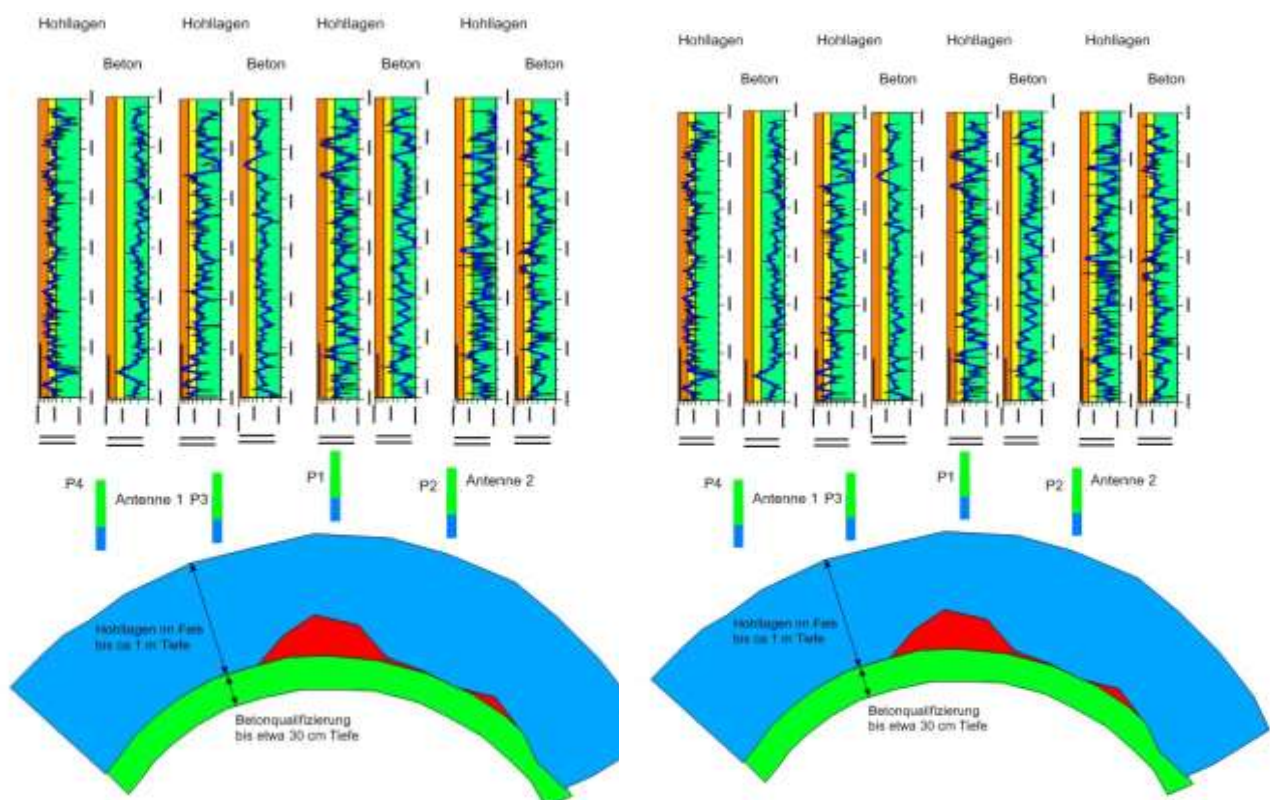 Hohllagen Hohllagen Hohllagen Hohllagen
Beton Beton Beton Beton
P4 Antenne 1 P3 P1 P2 Antenne 2
Hohllagen im Fels
bis ca 1 m Tiefe
Betonqualifizierung
bis etwa 30 cm Tiefe
Hohllagen Hohllagen Hohllagen Hohllagen
Beton Beton Beton Beton
P4 Antenne 1 P3 P1 P2 Antenne 2
Hohllagen im Fels
bis ca 1 m Tiefe
Betonqualifizierung
bis etwa 30 cm Tiefe